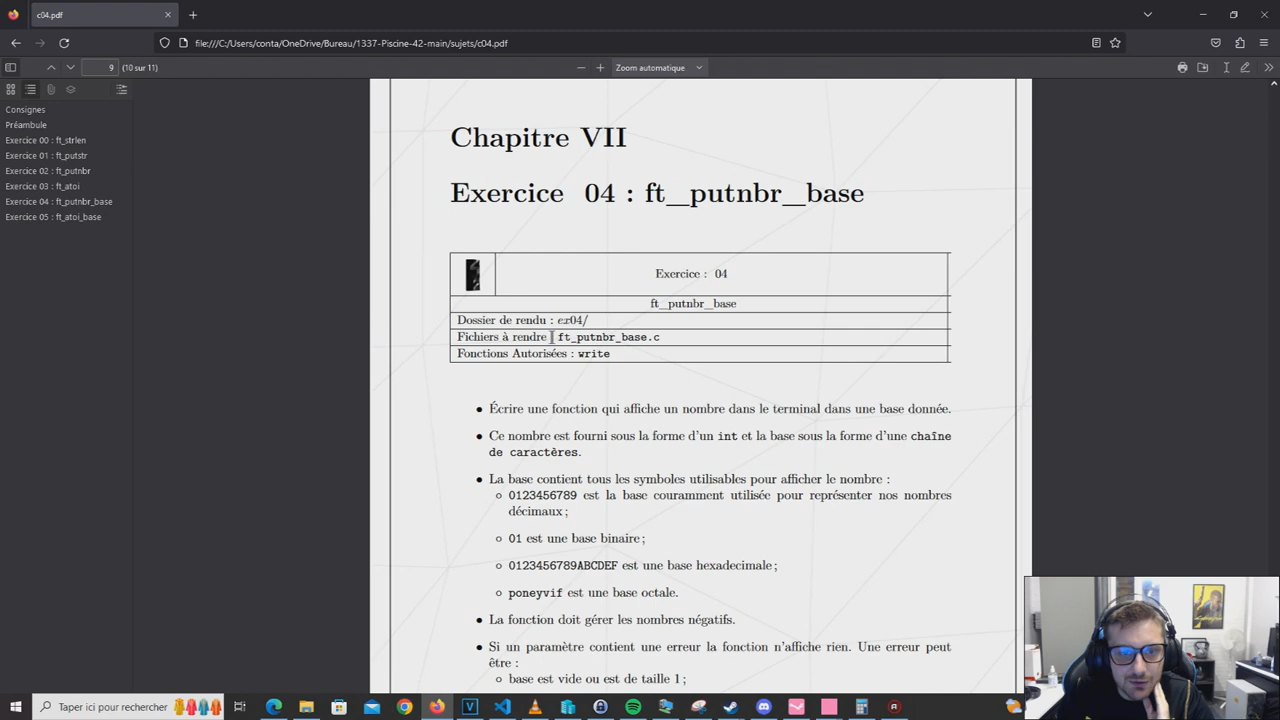 c04.pdf
file:///C:/Users/conta/OneDrive/Bureau/1337-Piscine-42-main/sujets/c04.pdf
9 (10 sur 11)
Zoom automatique
Consignes
Préambule
Exercice 00 : ft_strlen
Exercice 01 : ft_putstr
Exercice 02 : ft_putnbr
Exercice 03 : ft_atoi
Exercice 04 : ft_putnbr_base
Exercice 05 : ft_atoi_base
Chapitre VII
Exercice 04 : ft_putnbr_base
Exercice : 04
ft_putnbr_base
Dossier de rendu : ex04/
Fichiers à rendre : ft_putnbr_base.c
Fonctions Autorisées : write
• Écrire une fonction qui affiche un nombre dans le terminal dans une base donnée.
• Ce nombre est fourni sous la forme d'un int et la base sous la forme d'une chaîne
de caractères.
• La base contient tous les symboles utilisables pour afficher le nombre :
◦ 0123456789 est la base couramment utilisée pour représenter nos nombres
décimaux ;
◦ 01 est une base binaire ;
◦ 0123456789ABCDEF est une base hexadecimale ;
◦ poneyvif est une base octale.
• La fonction doit gérer les nombres négatifs.
• Si un paramètre contient une erreur la fonction n'affiche rien. Une erreur peut
être :
◦ base est vide ou est de taille 1 ;
Taper ici pour rechercher